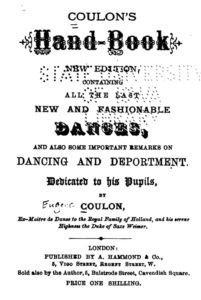 COULON'S
Hand-Book
NEW EDITION,
CONTAINING
ALL THE LAST
NEW AND FASHIONABLE
DANCES,
AND ALSO SOME IMPORTANT REMARKS ON
DANCING AND DEPORTMENT.
Dedicated to his Pupils,
BY
Eugene COULON,
Ex-Maitre de Danse to the Royal Family of Holland, and his serene
Highness the Duke of Saxe Weimar.
LONDON:
PUBLISHED BY A. HAMMOND & Co.,
5, VIGO STREET, REGENT STREET, W.
Sold also by the Author, 5, Bulstrode Street, Cavendish Square.
PRICE ONE SHILLING.